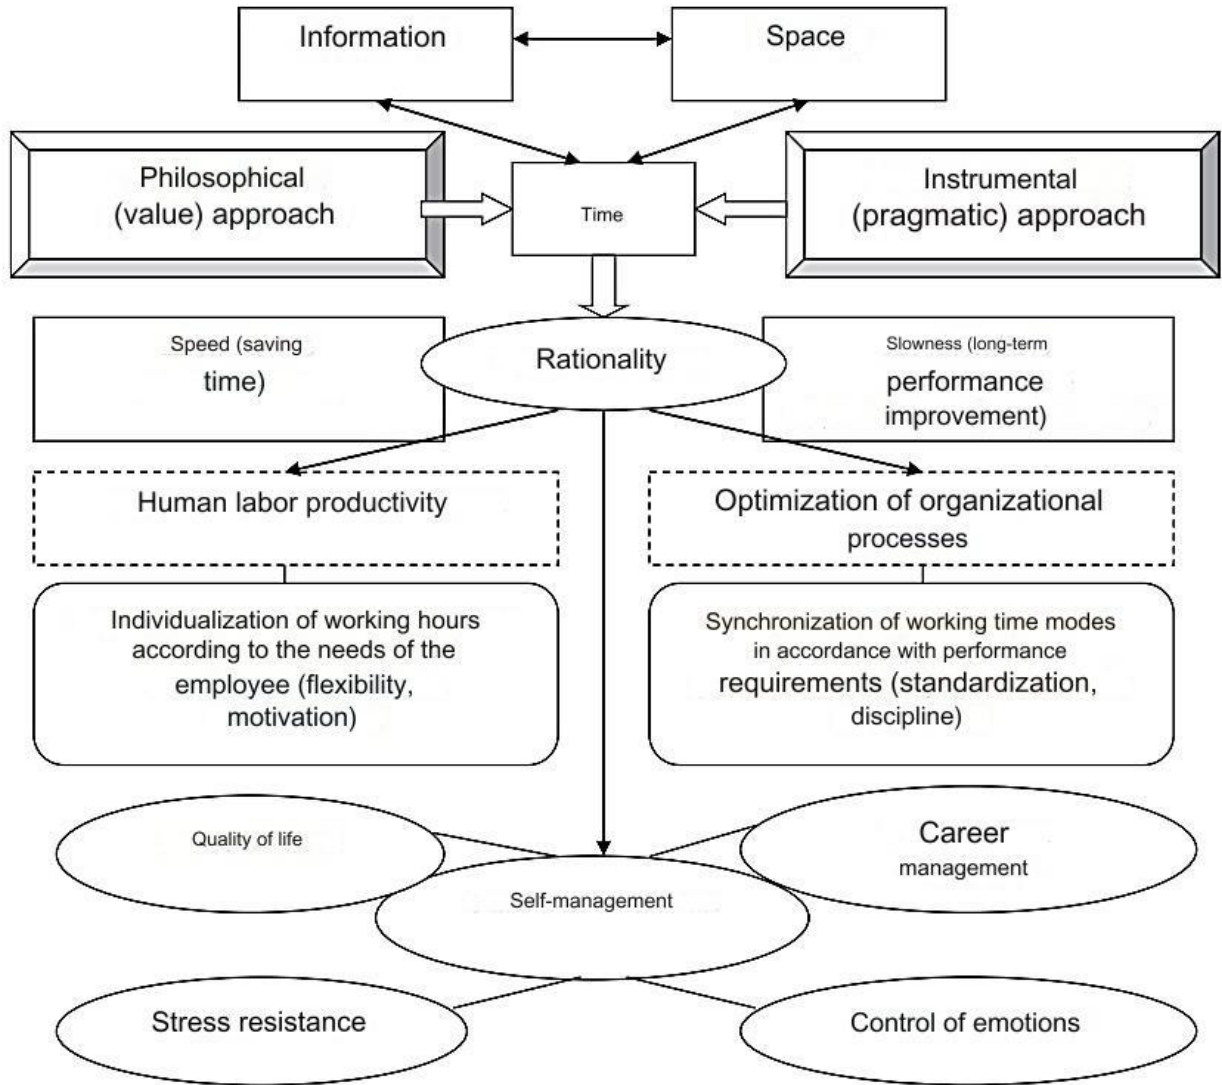 Information
Space
Philosophical
(value) approach
Time
Instrumental
(pragmatic) approach
Speed (saving
time)
Rationality
Slowness (long-term
performance
improvement)
Human labor productivity
Optimization of organizational
processes
Individualization of working hours
according to the needs of the
employee (flexibility,
motivation)
Synchronization of working time modes
in accordance with performance
requirements (standardization,
discipline)
Quality of life
Career
management
Self-management
Stress resistance
Control of emotions